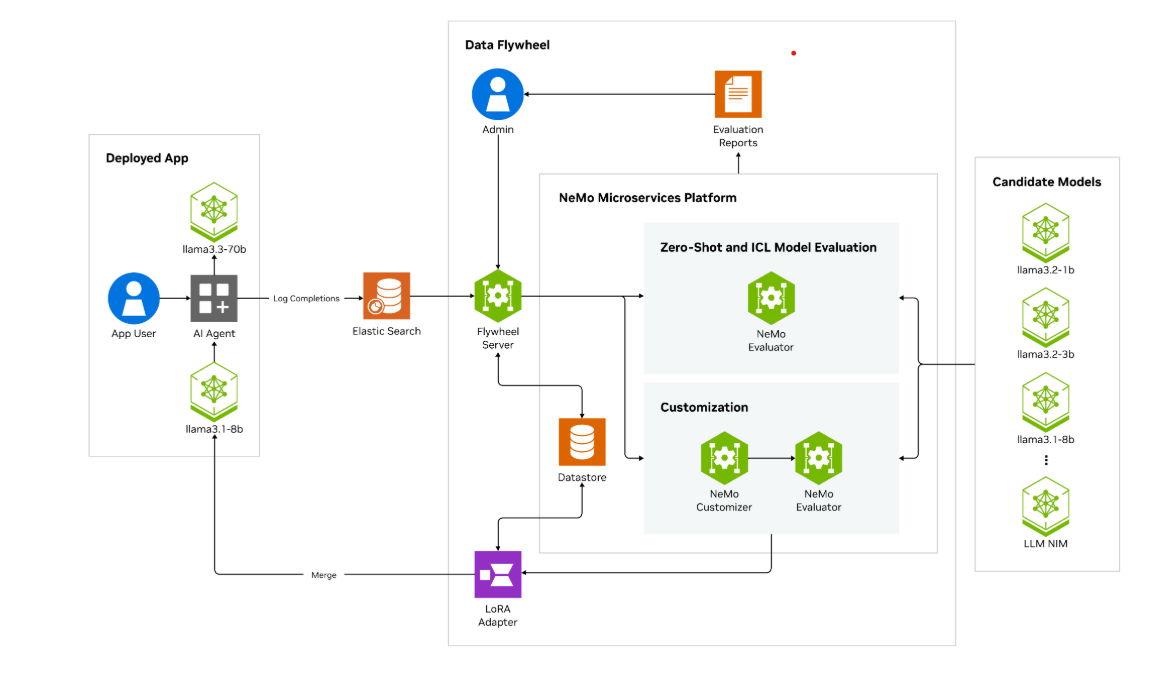 Data Flywheel
Admin
Evaluation
Reports
Deployed App
llama3.3-70b
App User
AI Agent
llama3.1-8b
Log Completions
Elastic Search
Flywheel
Server
NeMo Microservices Platform
Zero-Shot and ICL Model Evaluation
NeMo
Evaluator
Customization
NeMo
Customizer
NeMo
Evaluator
Datastore
Merge
LoRA
Adapter
Candidate Models
llama3.2-1b
llama3.2-3b
llama3.1-8b
LLM NIM